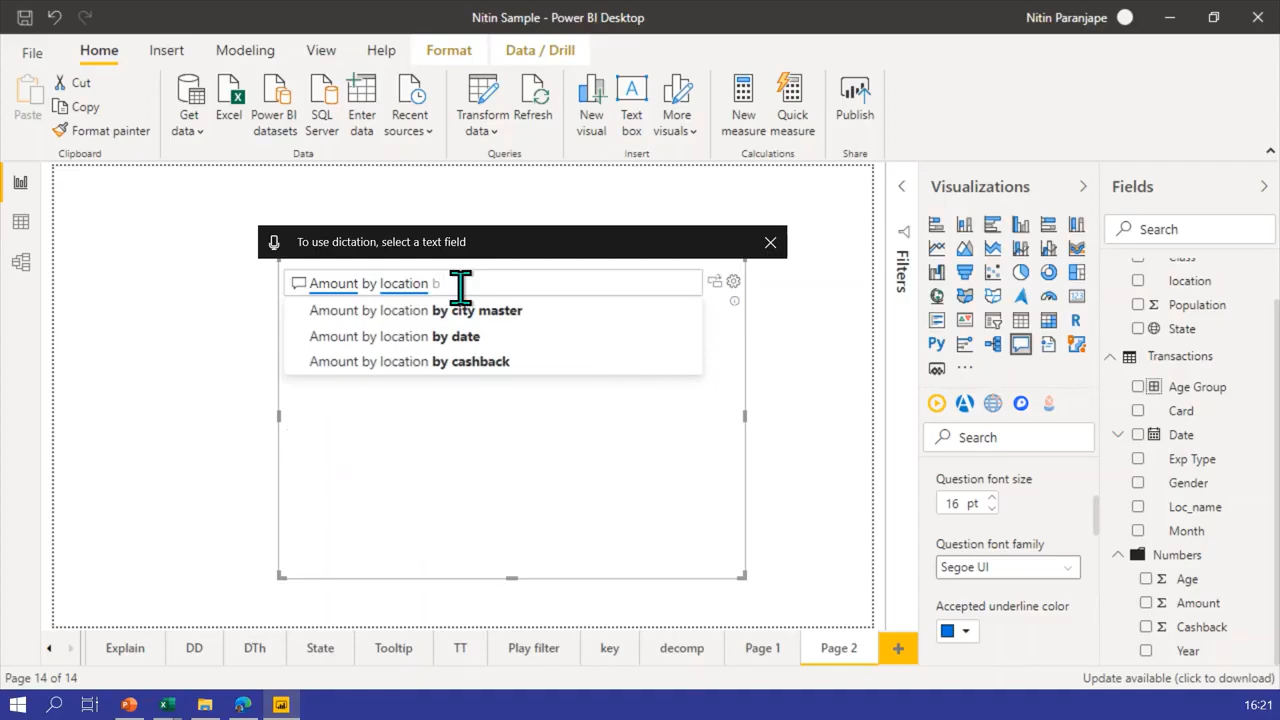 Nitin Sample - Power BI Desktop
Nitin Paranjape
File
Home
Insert
Modeling
View
Help
Format
Data / Drill
Paste
Cut
Copy
Format painter
Clipboard
Get data
Excel
Power BI datasets
SQL Server
Enter data
Recent sources
Data
Transform data
Refresh
Queries
New visual
Text box
More visuals
Insert
New measure
Quick measure
Calculations
Publish
Share
To use dictation, select a text field
Amount by location b
Amount by location by city master
Amount by location by date
Amount by location by cashback
Filters
Visualizations
Search
Question font size
16 pt
Question font family
Segoe UI
Accepted underline color
Fields
Search
Class
location
Population
State
Transactions
Age Group
Card
Date
Exp Type
Gender
Loc_name
Month
Numbers
Age
Amount
Cashback
Year
Explain
DD
DTh
State
Tooltip
TT
Play filter
key
decomp
Page 1
Page 2
Page 14 of 14
Update available (click to download)
16:21